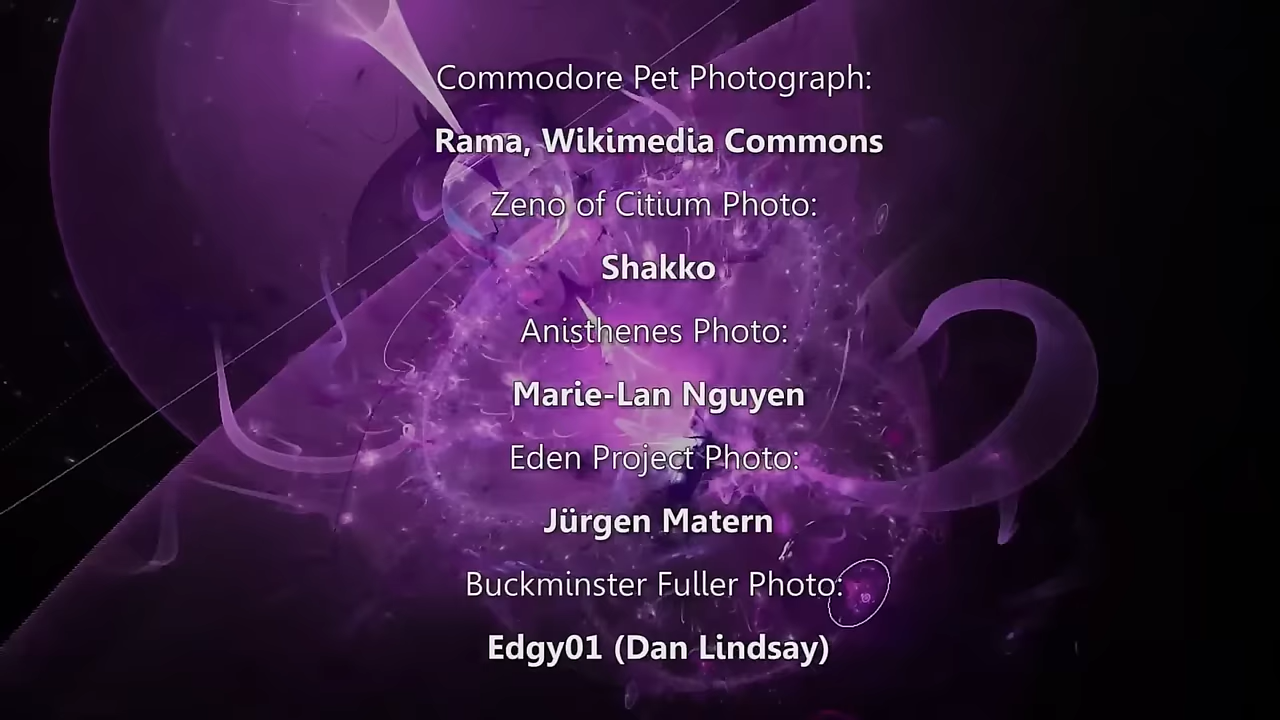 Commodore Pet Photograph:
Rama, Wikimedia Commons
Zeno of Citium Photo:
Shakko
Anisthenes Photo:
Marie-Lan Nguyen
Eden Project Photo:
Jürgen Matern
Buckminster Fuller Photo:
Edgy01 (Dan Lindsay)